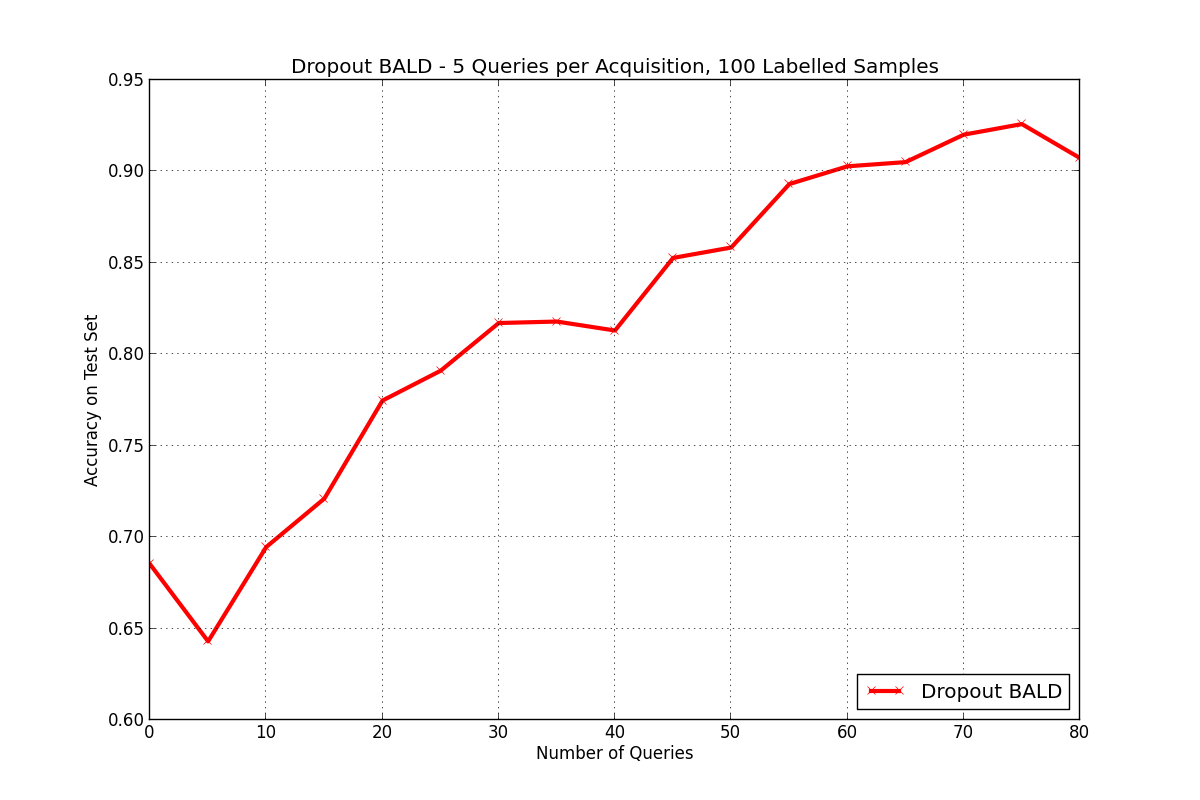 Dropout BALD - 5 Queries per Acquisition, 100 Labelled Samples
0.95
0.90
0.85
0.80
0.75
0.70
0.65
0.60
Accuracy on Test Set
Dropout BALD
0 10 20 30 40 50 60 70 80
Number of Queries